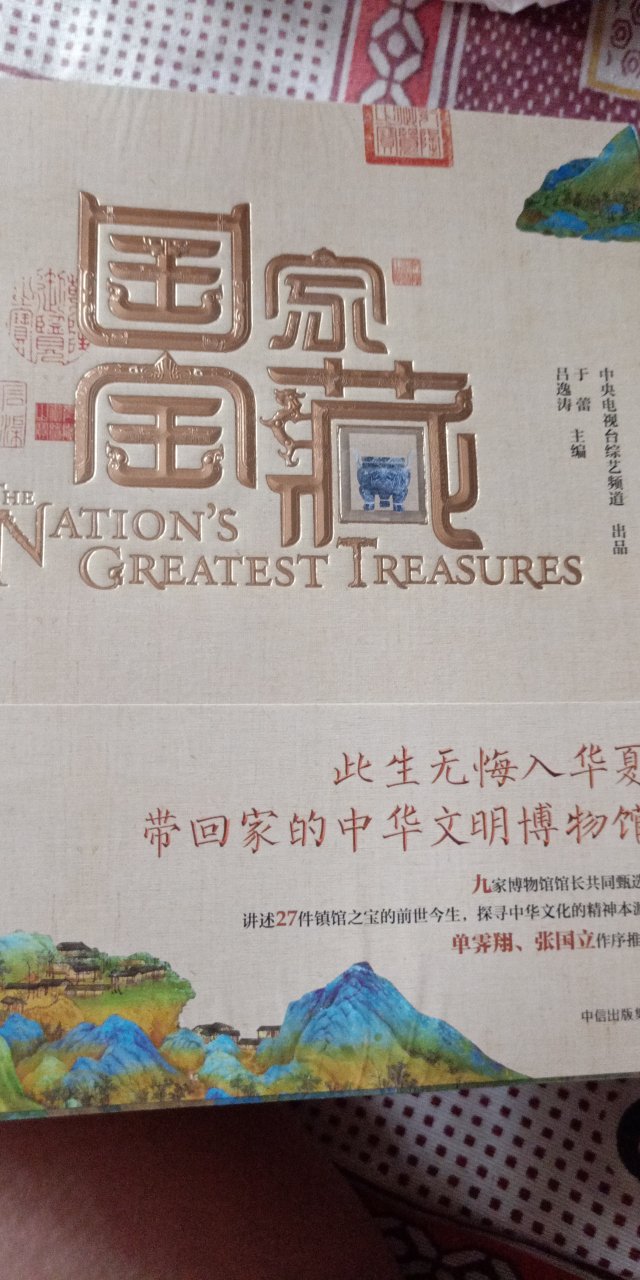 国家
宝藏
THE
NATION'S
GREATEST TREASURES
中央电视台综艺频道 出品
于蕾
吕逸涛 主编
此生无悔入华夏
带回家的中华文明博物馆
九家博物馆馆长共同甄选
讲述27件镇馆之宝的前世今生，探寻中华文化的精神本源
单霁翔、张国立作序推
中信出版集